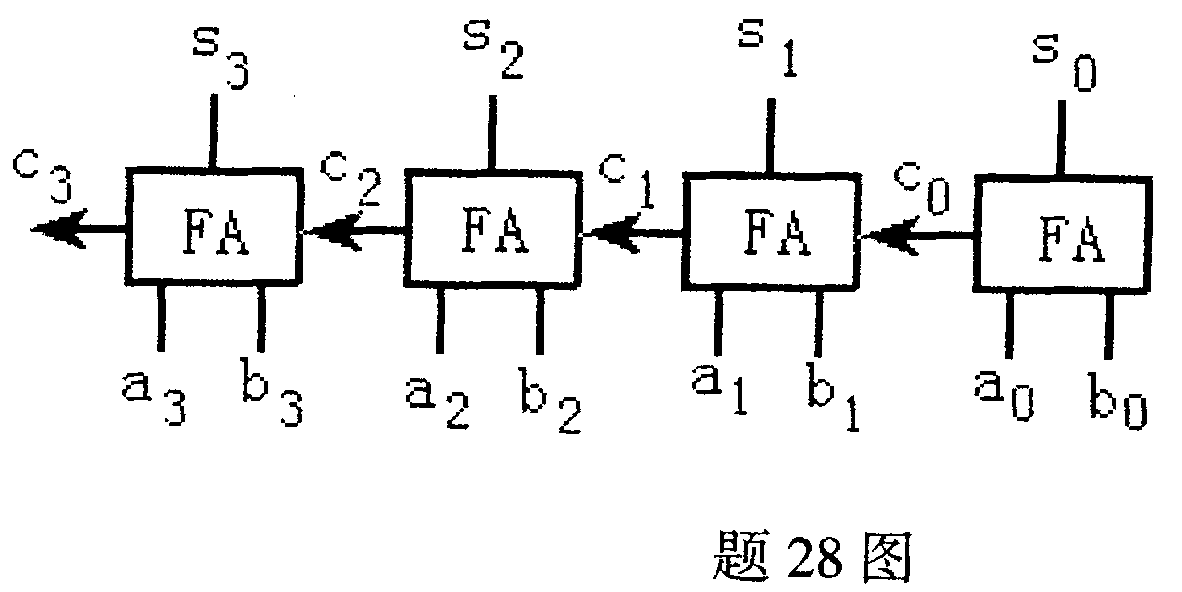 s3 s2 s1 s0
c3 c2 c1 c0
FA FA FA FA
a3 b3 a2 b2 a1 b1 a0 b0
题 28 图